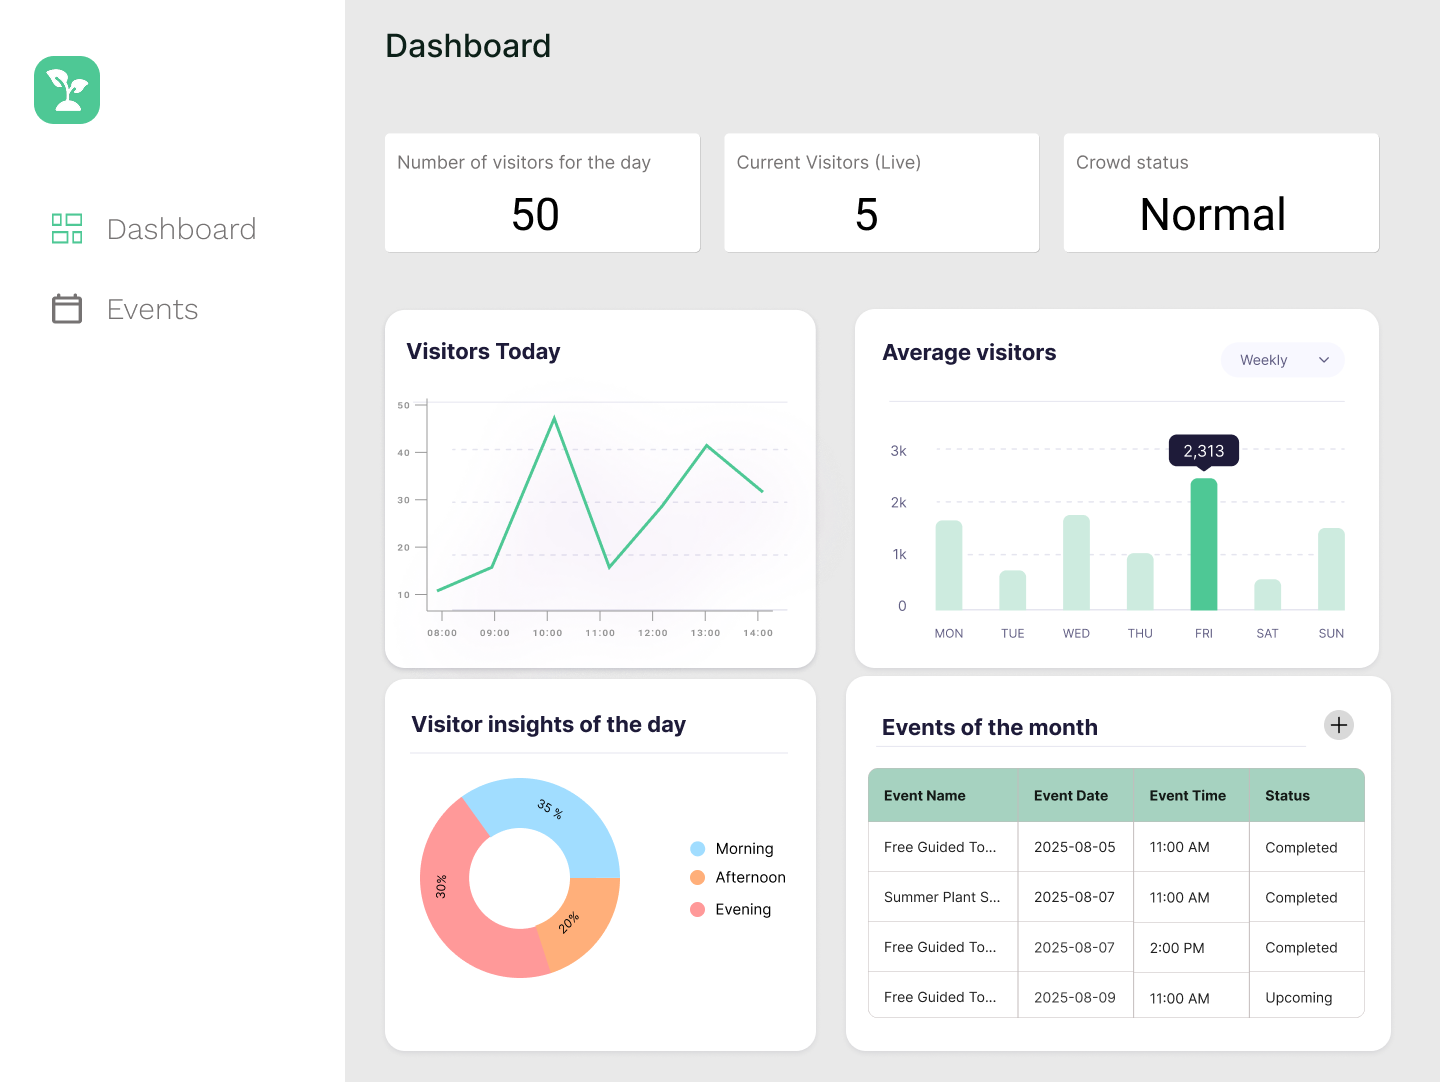 Dashboard
Dashboard
Events
Number of visitors for the day
50
Current Visitors (Live)
5
Crowd status
Normal
Visitors Today
50
40
30
20
10
08:00 09:00 10:00 11:00 12:00 13:00 14:00
Average visitors
Weekly
3k
2k
1k
0
2,313
MON TUE WED THU FRI SAT SUN
Visitor insights of the day
35 %
30%
20%
Morning
Afternoon
Evening
Events of the month
Event Name Event Date Event Time Status
Free Guided To... 2025-08-05 11:00 AM Completed
Summer Plant S... 2025-08-07 11:00 AM Completed
Free Guided To... 2025-08-07 2:00 PM Completed
Free Guided To... 2025-08-09 11:00 AM Upcoming